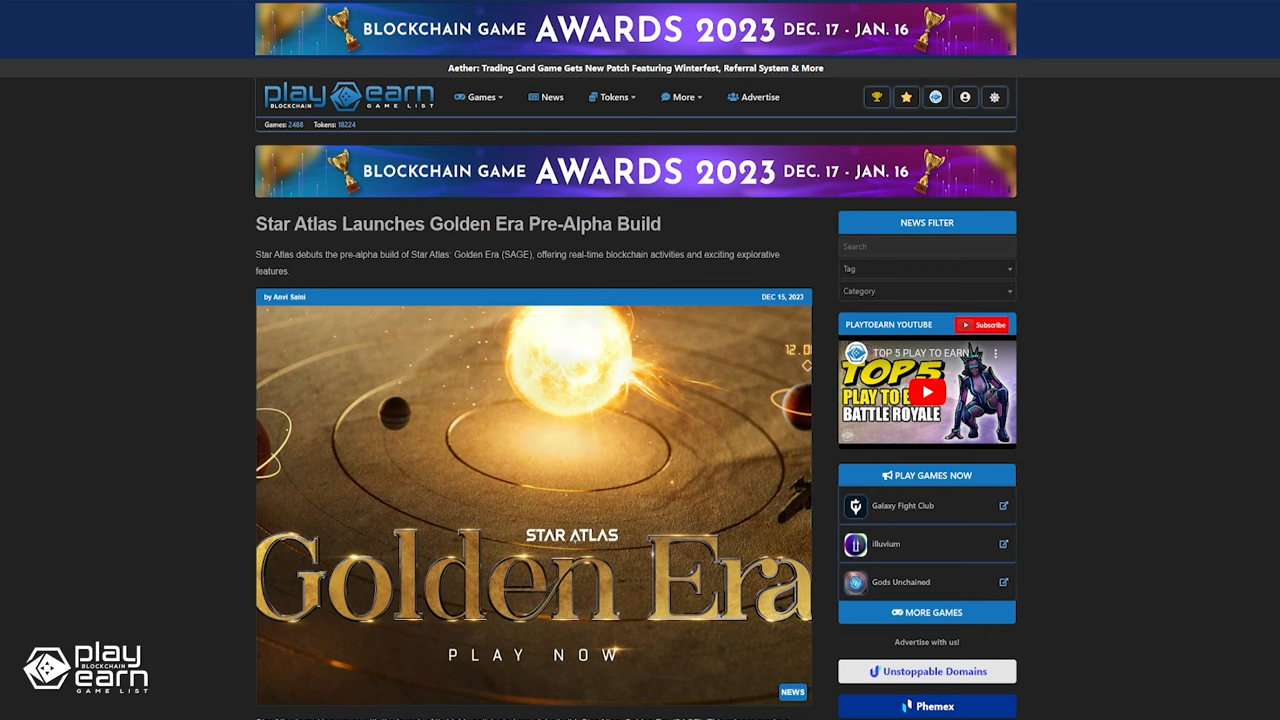 BLOCKCHAIN GAME AWARDS 2023 DEC. 17 - JAN. 16
Aether: Trading Card Game Gets New Patch Featuring Winterfest, Referral System & More
play earn
BLOCKCHAIN GAME LIST
Games
News
Tokens
More
Advertise
Games: 2488 Tokens: 18224
BLOCKCHAIN GAME AWARDS 2023 DEC. 17 - JAN. 16
Star Atlas Launches Golden Era Pre-Alpha Build
Star Atlas debuts the pre-alpha build of Star Atlas: Golden Era (SAGE), offering real-time blockchain activities and exciting explorative
features.
by Anvi Saini
DEC 15, 2023
12.0
STAR ATLAS
Golden Era
PLAY NOW
NEWS
NEWS FILTER
Search
Tag
Category
PLAYTOEARN YOUTUBE
Subscribe
TOP 5 PLAY TO EARN
TOP 5
PLAY TO E
BATTLE ROYALE
PLAY GAMES NOW
Galaxy Fight Club
Illuvium
Gods Unchained
MORE GAMES
Advertise with us!
Unstoppable Domains
Phemex
play
BLOCKCHAIN
earn
GAME LIST